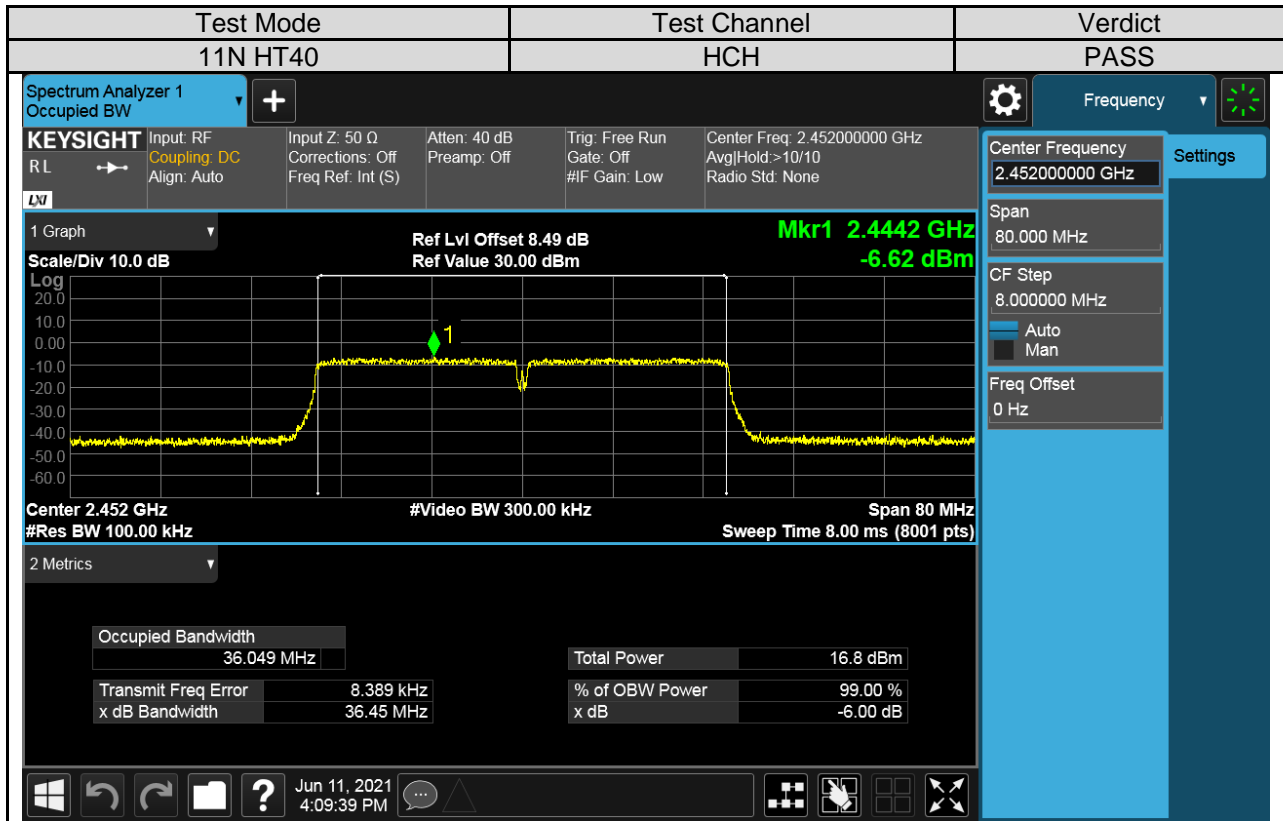 Test Mode Test Channel Verdict
11N HT40 HCH PASS
Spectrum Analyzer 1
Occupied BW
+
Frequency
KEYSIGHT
RL
LXI
Input: RF
Coupling: DC
Align: Auto
Input Z: 50 Ω
Corrections: Off
Freq Ref: Int (S)
Atten: 40 dB
Preamp: Off
Trig: Free Run
Gate: Off
#IF Gain: Low
Center Freq: 2.452000000 GHz
Avg|Hold:>10/10
Radio Std: None
Center Frequency
2.452000000 GHz
Settings
Span
80.000 MHz
CF Step
8.000000 MHz
Auto
Man
Freq Offset
0 Hz
1 Graph
Scale/Div 10.0 dB
Ref Lvl Offset 8.49 dB
Ref Value 30.00 dBm
Mkr1 2.4442 GHz
-6.62 dBm
Log
20.0
10.0
0.00
-10.0
-20.0
-30.0
-40.0
-50.0
-60.0
1
Center 2.452 GHz #Video BW 300.00 kHz Span 80 MHz
#Res BW 100.00 kHz Sweep Time 8.00 ms (8001 pts)
2 Metrics
Occupied Bandwidth
36.049 MHz
Total Power 16.8 dBm
Transmit Freq Error 8.389 kHz % of OBW Power 99.00 %
x dB Bandwidth 36.45 MHz x dB -6.00 dB
?
Jun 11, 2021
4:09:39 PM